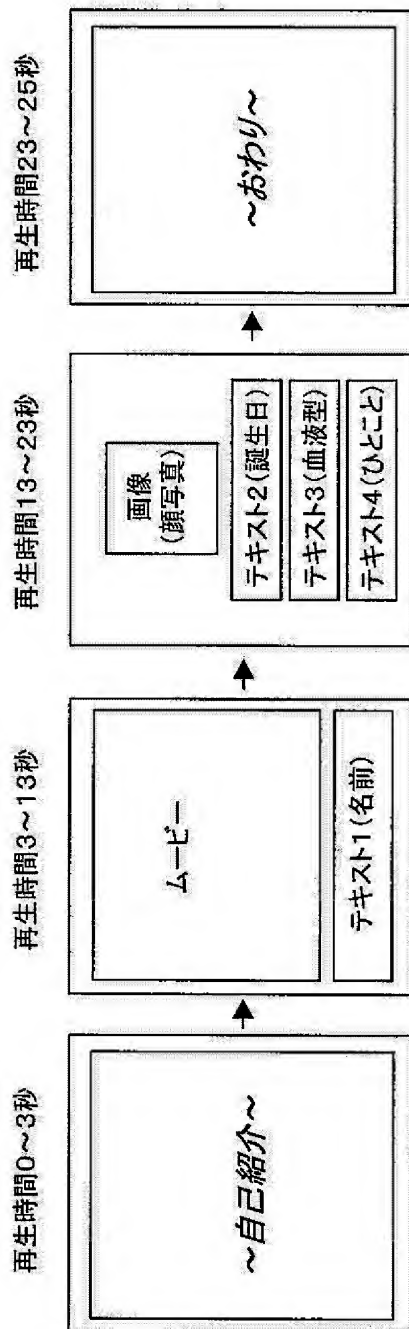 再生時間0～3秒
～自己紹介～
再生時間3～13秒
ムービー
テキスト1(名前)
再生時間13～23秒
画像
(顔写真)
テキスト2(誕生日)
テキスト3(血液型)
テキスト4(ひとこと)
再生時間23～25秒
～おわり～